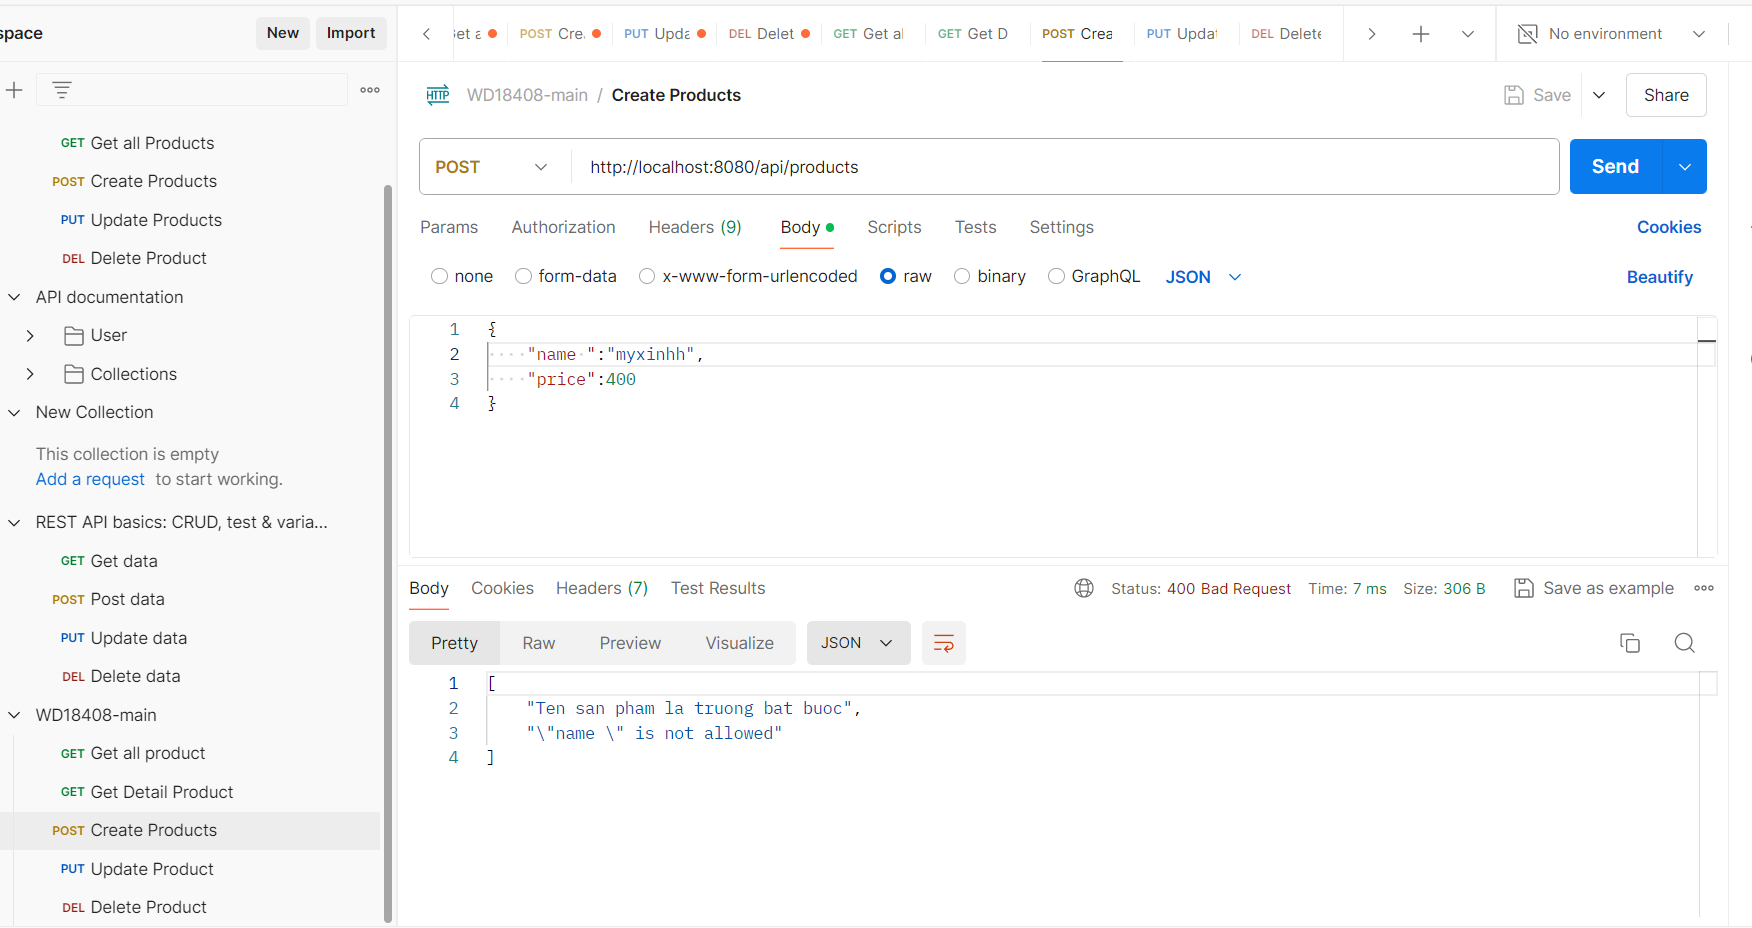 space
New
Import
GET Get all Products
POST Create Products
PUT Update Products
DEL Delete Product
API documentation
User
Collections
New Collection
This collection is empty
Add a request to start working.
REST API basics: CRUD, test & varia...
GET Get data
POST Post data
PUT Update data
DEL Delete data
WD18408-main
GET Get all product
GET Get Detail Product
POST Create Products
PUT Update Product
DEL Delete Product
et a POST Cre PUT Upda DEL Delet GET Get al GET Get D POST Crea PUT Updat DEL Delete
No environment
HTTP WD18408-main / Create Products
Save
Share
POST http://localhost:8080/api/products
Send
Params Authorization Headers (9) Body Scripts Tests Settings
Cookies
none form-data x-www-form-urlencoded raw binary GraphQL JSON
Beautify
1 {
2 ····"name·":"myxinhh",
3 ····"price":400
4 }
Body Cookies Headers (7) Test Results
Status: 400 Bad Request Time: 7 ms Size: 306 B
Save as example
Pretty Raw Preview Visualize JSON
1 [
2 "Ten san pham la truong bat buoc",
3 "\"name \" is not allowed"
4 ]